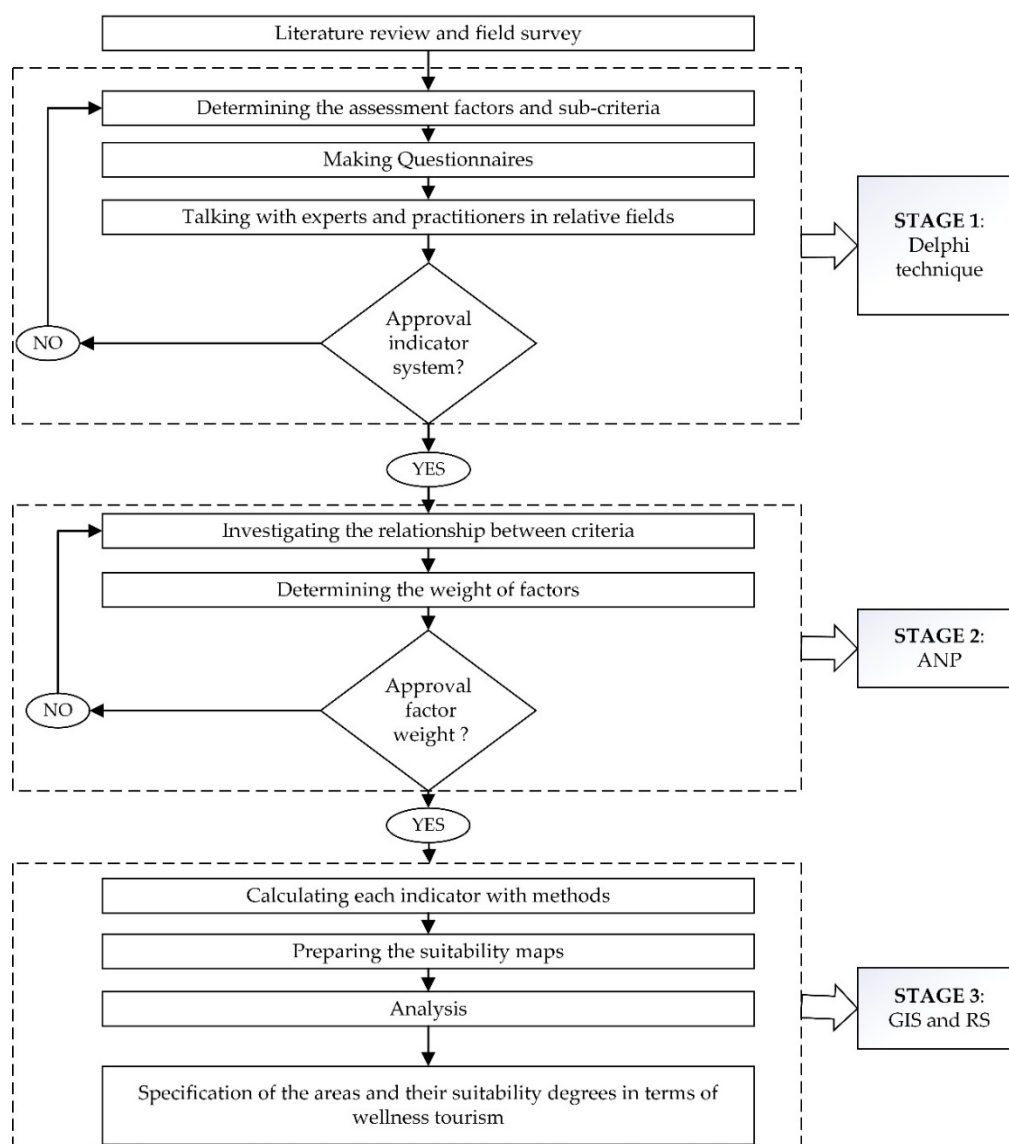 Literature review and field survey
Determining the assessment factors and sub-criteria
Making Questionnaires
Talking with experts and practitioners in relative fields
STAGE 1:
Delphi
technique
Approval
indicator
system?
NO
YES
Investigating the relationship between criteria
Determining the weight of factors
STAGE 2:
ANP
Approval
factor
weight ?
NO
YES
Calculating each indicator with methods
Preparing the suitability maps
Analysis
STAGE 3:
GIS and RS
Specification of the areas and their suitability degrees in terms of
wellness tourism